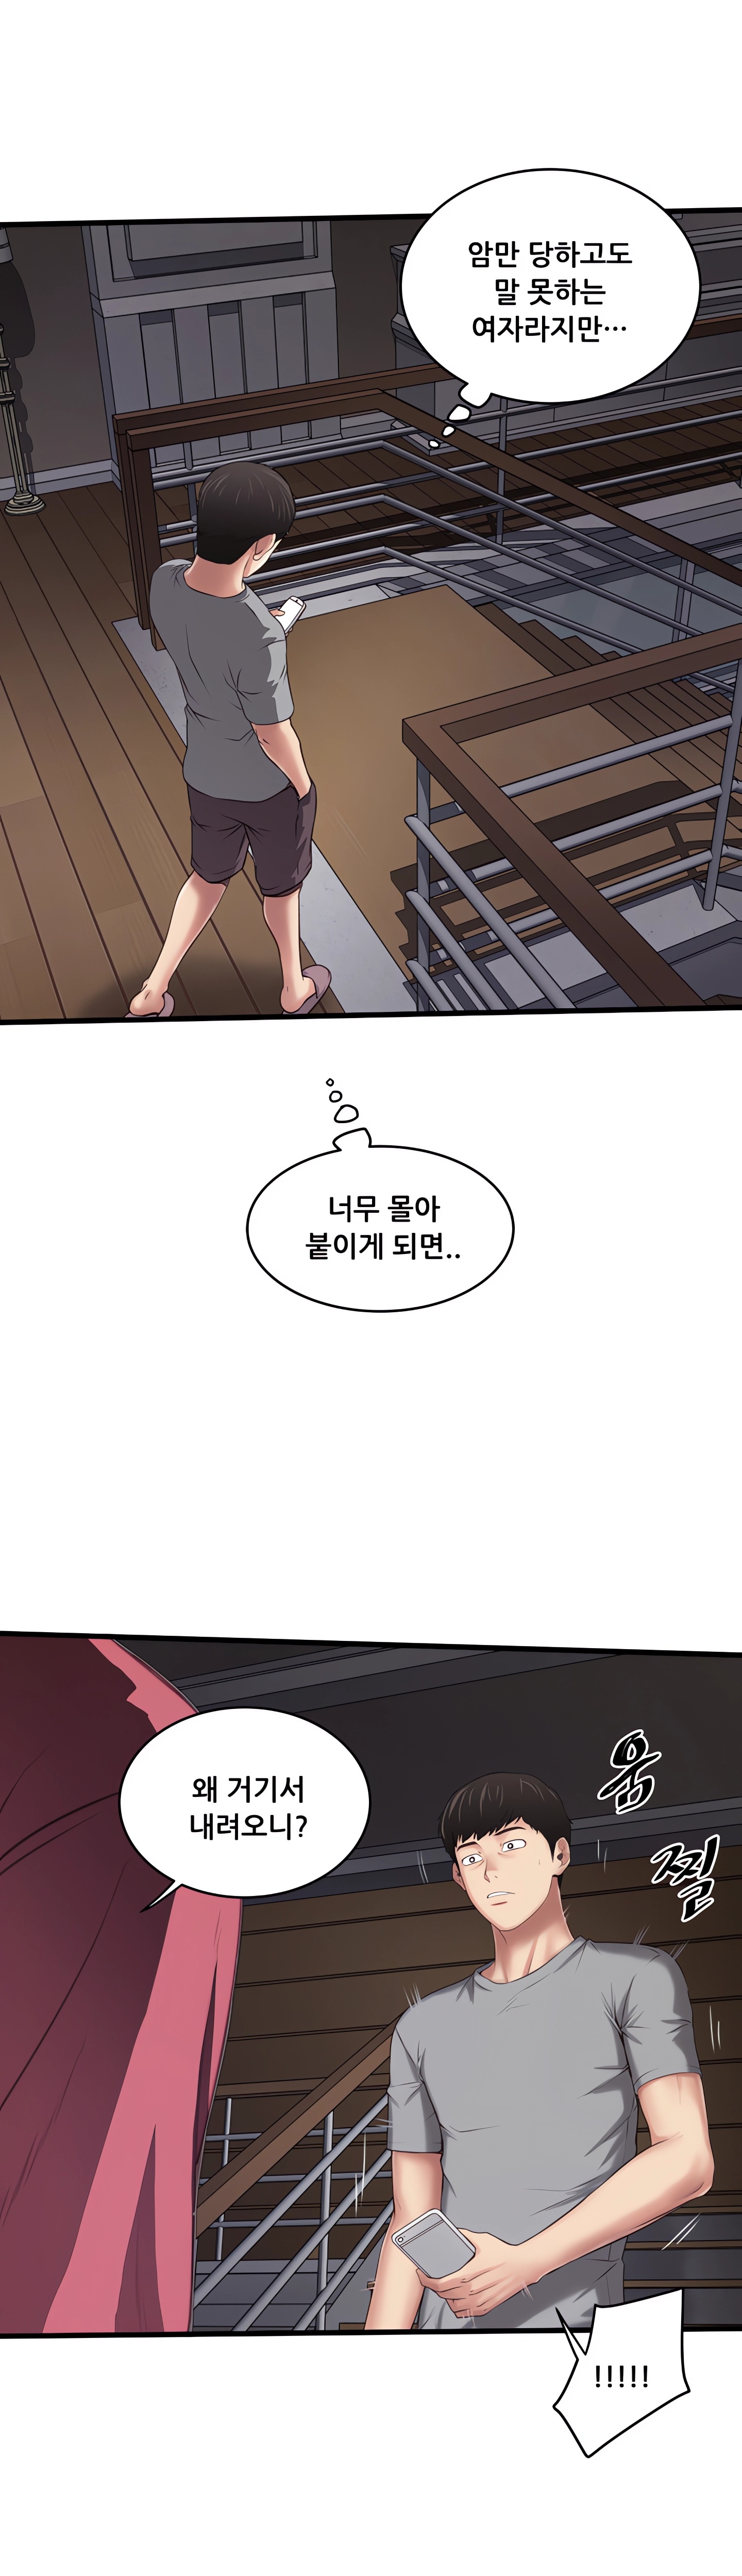 암만 당하고도
말 못하는
여자라지만…
너무 몰아
붙이게 되면..
왜 거기서
내려오니?
움
찔
!!!!!